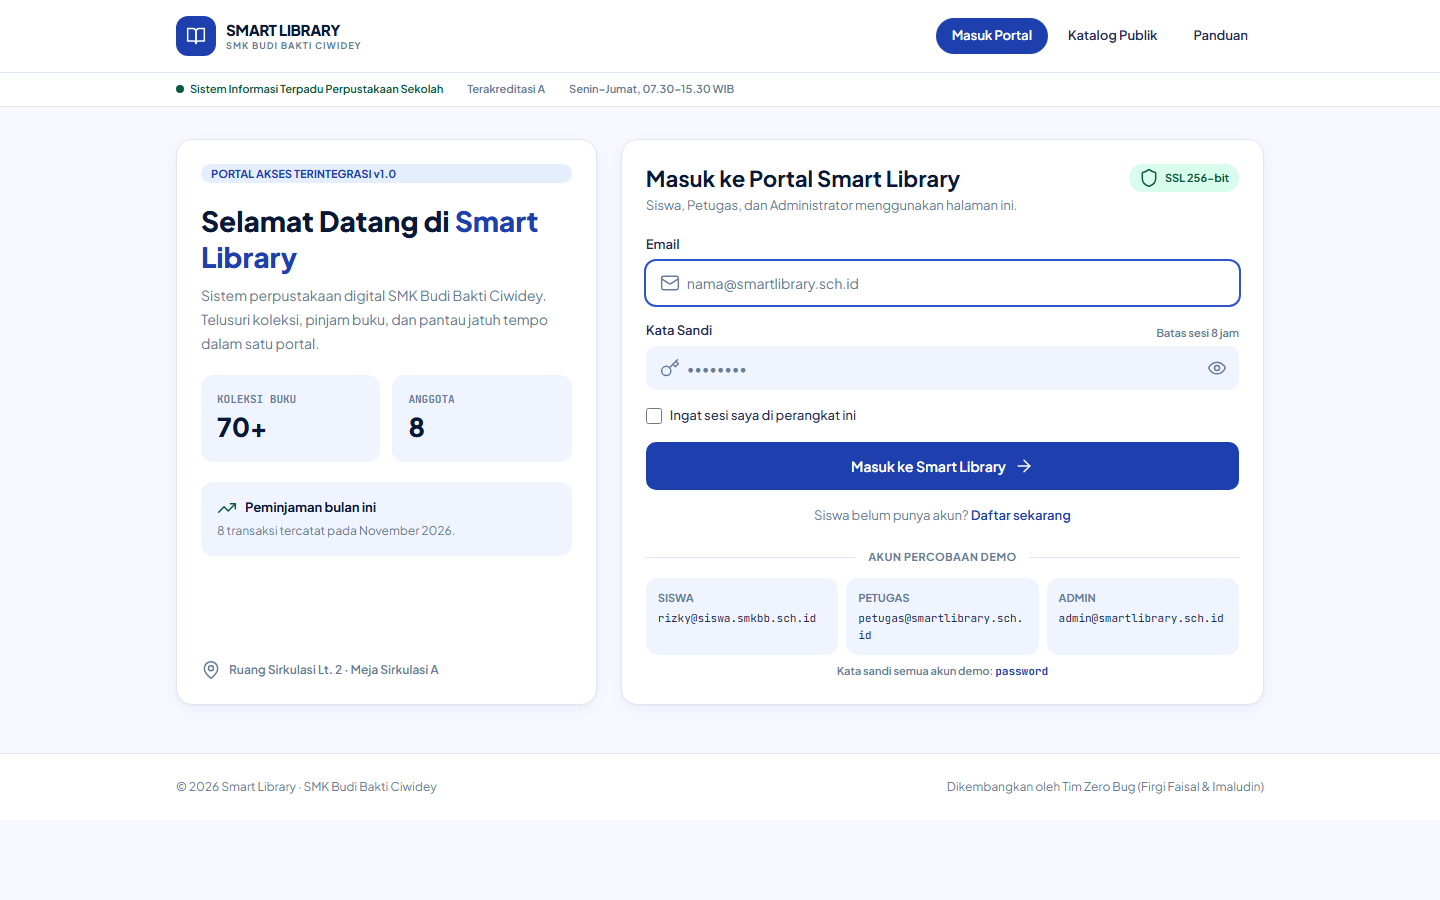 SMART LIBRARY
SMK BUDI BAKTI CIWIDEY
Masuk Portal
Katalog Publik
Panduan
Sistem Informasi Terpadu Perpustakaan Sekolah
Terakreditasi A
Senin–Jumat, 07.30–15.30 WIB
PORTAL AKSES TERINTEGRASI v1.0
Selamat Datang di Smart
Library
Sistem perpustakaan digital SMK Budi Bakti Ciwidey.
Telusuri koleksi, pinjam buku, dan pantau jatuh tempo
dalam satu portal.
KOLEKSI BUKU
70+
ANGGOTA
8
Peminjaman bulan ini
8 transaksi tercatat pada November 2026.
Ruang Sirkulasi Lt. 2 · Meja Sirkulasi A
Masuk ke Portal Smart Library
SSL 256-bit
Siswa, Petugas, dan Administrator menggunakan halaman ini.
Email
nama@smartlibrary.sch.id
Kata Sandi
Batas sesi 8 jam
••••••••
Ingat sesi saya di perangkat ini
Masuk ke Smart Library
Siswa belum punya akun? Daftar sekarang
AKUN PERCOBAAN DEMO
SISWA
rizky@siswa.smkbb.sch.id
PETUGAS
petugas@smartlibrary.sch.
id
ADMIN
admin@smartlibrary.sch.id
Kata sandi semua akun demo: password
© 2026 Smart Library · SMK Budi Bakti Ciwidey
Dikembangkan oleh Tim Zero Bug (Firgi Faisal & Imaludin)